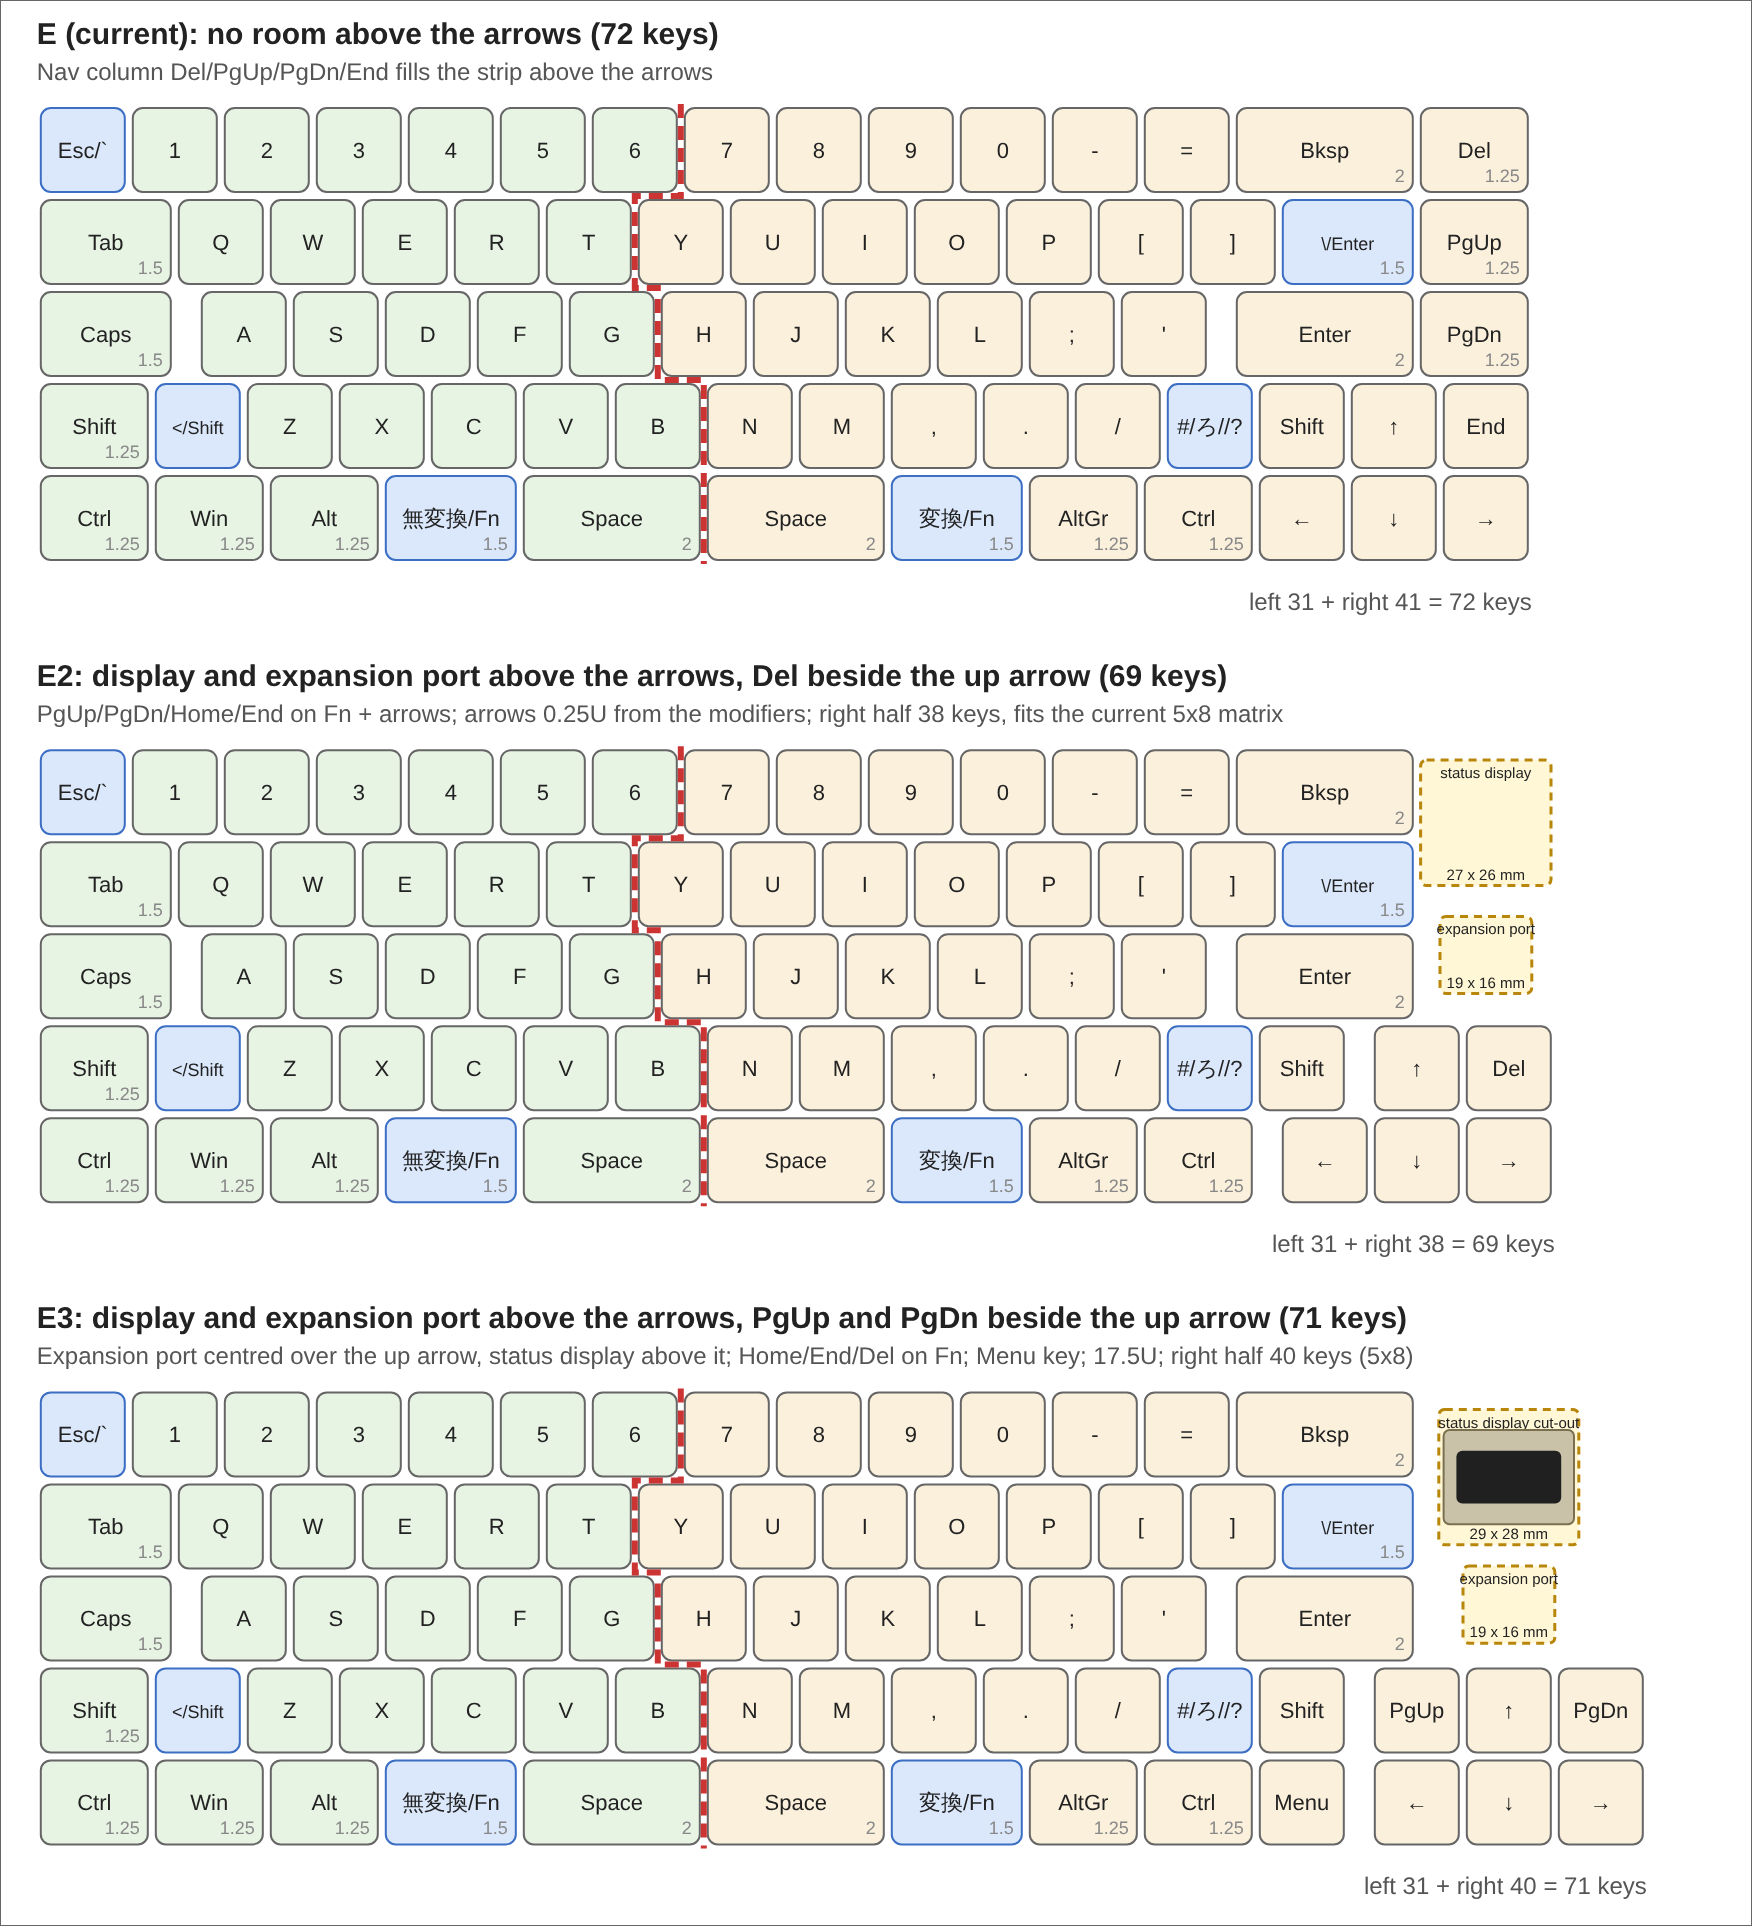 E (current): no room above the arrows (72 keys)
Nav column Del/PgUp/PgDn/End fills the strip above the arrows
Esc/` 1 2 3 4 5 6 7 8 9 0 - = Bksp 2 Del 1.25
Tab 1.5 Q W E R T Y U I O P [ ] \/Enter 1.5 PgUp 1.25
Caps 1.5 A S D F G H J K L ; ' Enter 2 PgDn 1.25
Shift 1.25 </Shift Z X C V B N M , . / #/ろ//? Shift ↑ End
Ctrl 1.25 Win 1.25 Alt 1.25 無変換/Fn 1.5 Space 2 Space 2 変換/Fn 1.5 AltGr 1.25 Ctrl 1.25 ← ↓ →
left 31 + right 41 = 72 keys
E2: display and expansion port above the arrows, Del beside the up arrow (69 keys)
PgUp/PgDn/Home/End on Fn + arrows; arrows 0.25U from the modifiers; right half 38 keys, fits the current 5x8 matrix
Esc/` 1 2 3 4 5 6 7 8 9 0 - = Bksp 2 status display
Tab 1.5 Q W E R T Y U I O P [ ] \/Enter 1.5 27 x 26 mm
Caps 1.5 A S D F G H J K L ; ' Enter 2 expansion port 19 x 16 mm
Shift 1.25 </Shift Z X C V B N M , . / #/ろ//? Shift ↑ Del
Ctrl 1.25 Win 1.25 Alt 1.25 無変換/Fn 1.5 Space 2 Space 2 変換/Fn 1.5 AltGr 1.25 Ctrl 1.25 ← ↓ →
left 31 + right 38 = 69 keys
E3: display and expansion port above the arrows, PgUp and PgDn beside the up arrow (71 keys)
Expansion port centred over the up arrow, status display above it; Home/End/Del on Fn; Menu key; 17.5U; right half 40 keys (5x8)
Esc/` 1 2 3 4 5 6 7 8 9 0 - = Bksp 2 status display cut-out
Tab 1.5 Q W E R T Y U I O P [ ] \/Enter 1.5 29 x 28 mm
Caps 1.5 A S D F G H J K L ; ' Enter 2 expansion port 19 x 16 mm
Shift 1.25 </Shift Z X C V B N M , . / #/ろ//? Shift PgUp ↑ PgDn
Ctrl 1.25 Win 1.25 Alt 1.25 無変換/Fn 1.5 Space 2 Space 2 変換/Fn 1.5 AltGr 1.25 Ctrl 1.25 Menu ← ↓ →
left 31 + right 40 = 71 keys